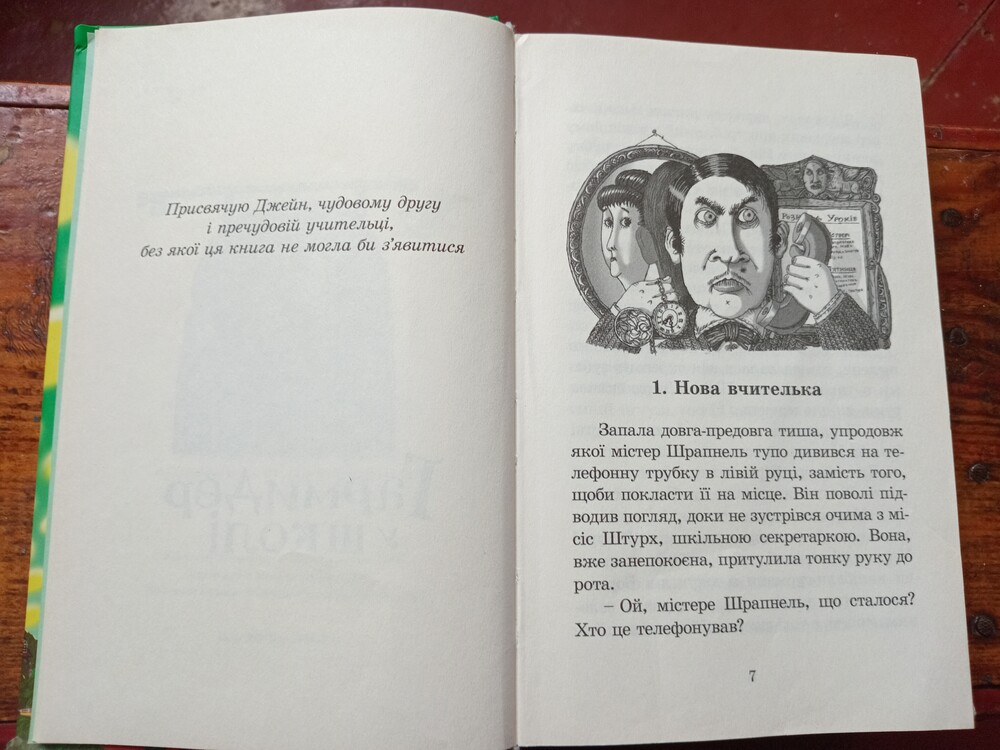 Присвячую Джейн, чудовому другу
і пречудовій учительці,
без якої ця книга не могла би з'явитися
Уроків
1. Нова вчителька
Запала довга-предовга тиша, упродовж
якої містер Шрапнель тупо дивився на те-
лефонну трубку в лівій руці, замість того,
щоби покласти її на місце. Він поволі під-
водив погляд, доки не зустрівся очима з мі-
сіс Штурх, шкільною секретаркою. Вона,
вже занепокоєна, притулила тонку руку до
рота.
– Ой, містере Шрапнель, що сталося?
Хто це телефонував?
7